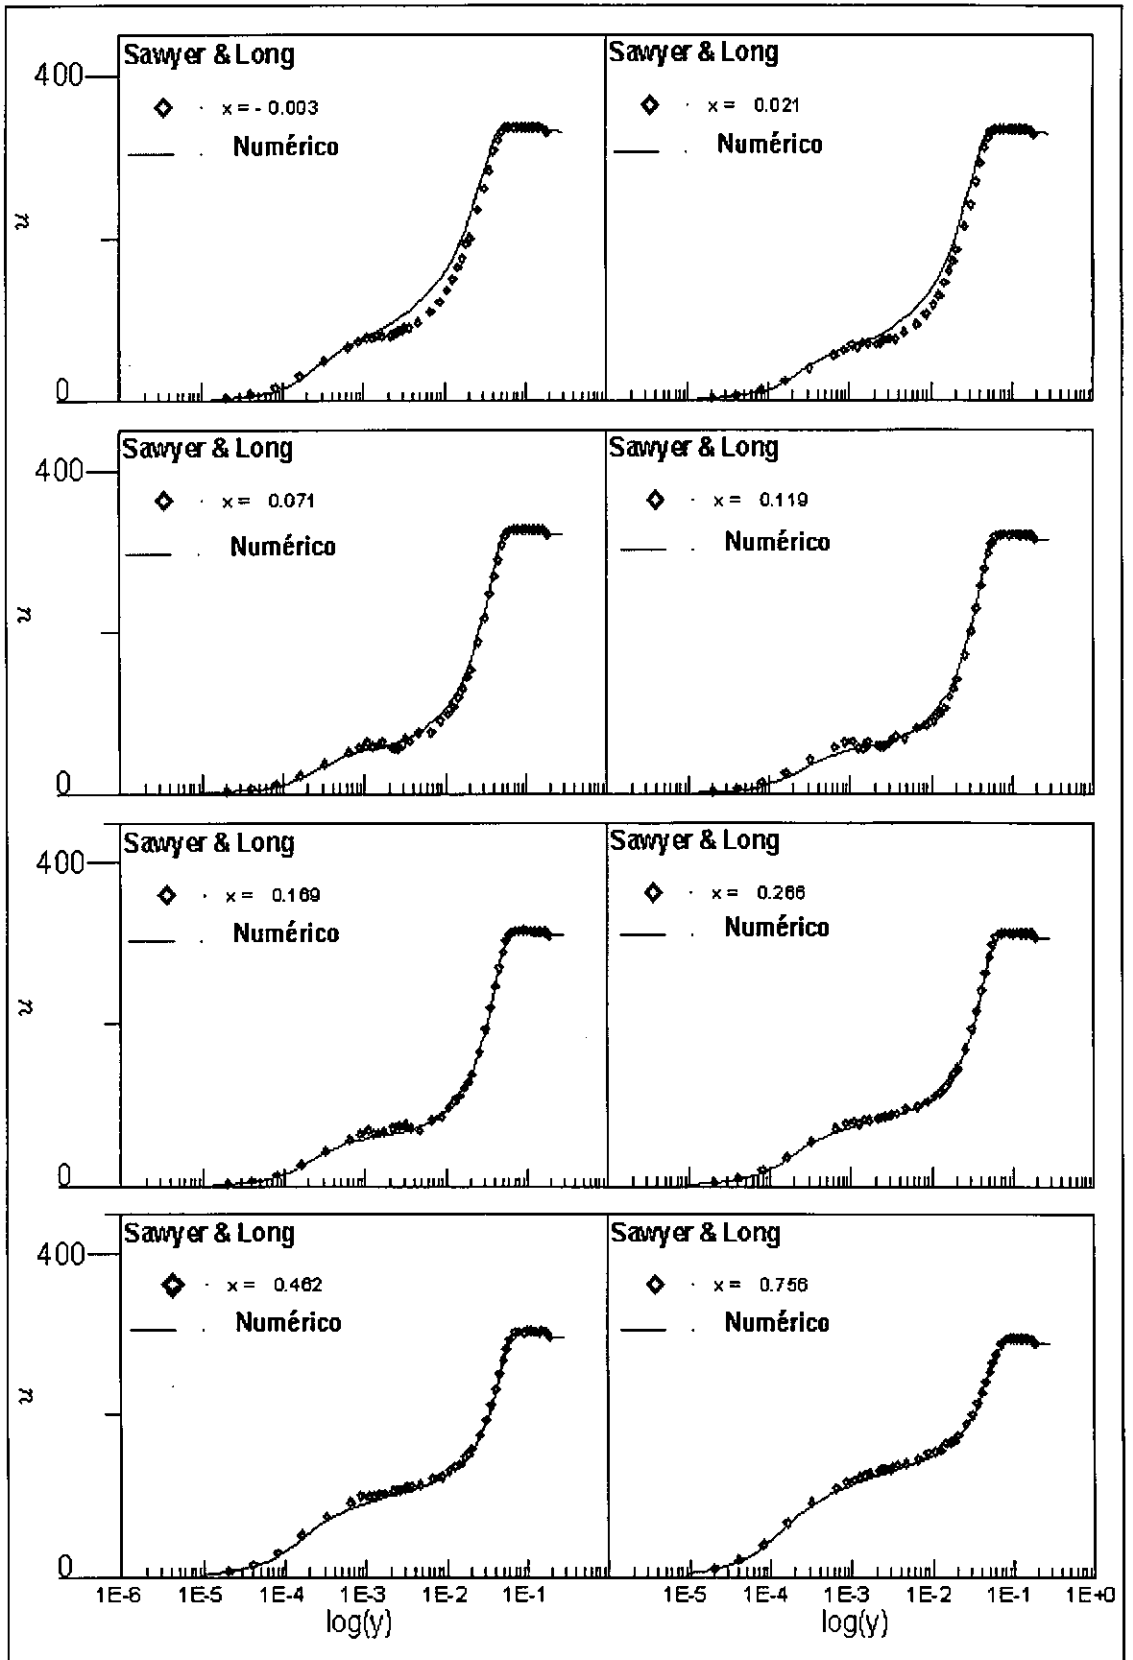 Sawyer & Long
x = - 0.003
Numérico
Sawyer & Long
x = 0.021
Numérico
400
0
u
Sawyer & Long
x = 0.071
Numérico
Sawyer & Long
x = 0.119
Numérico
400
0
u
Sawyer & Long
x = 0.169
Numérico
Sawyer & Long
x = 0.266
Numérico
400
0
u
Sawyer & Long
x = 0.462
Numérico
Sawyer & Long
x = 0.756
Numérico
400
0
u
1E-6 1E-5 1E-4 1E-3 1E-2 1E-1
1E-5 1E-4 1E-3 1E-2 1E-1 1E+0
log(y)
log(y)